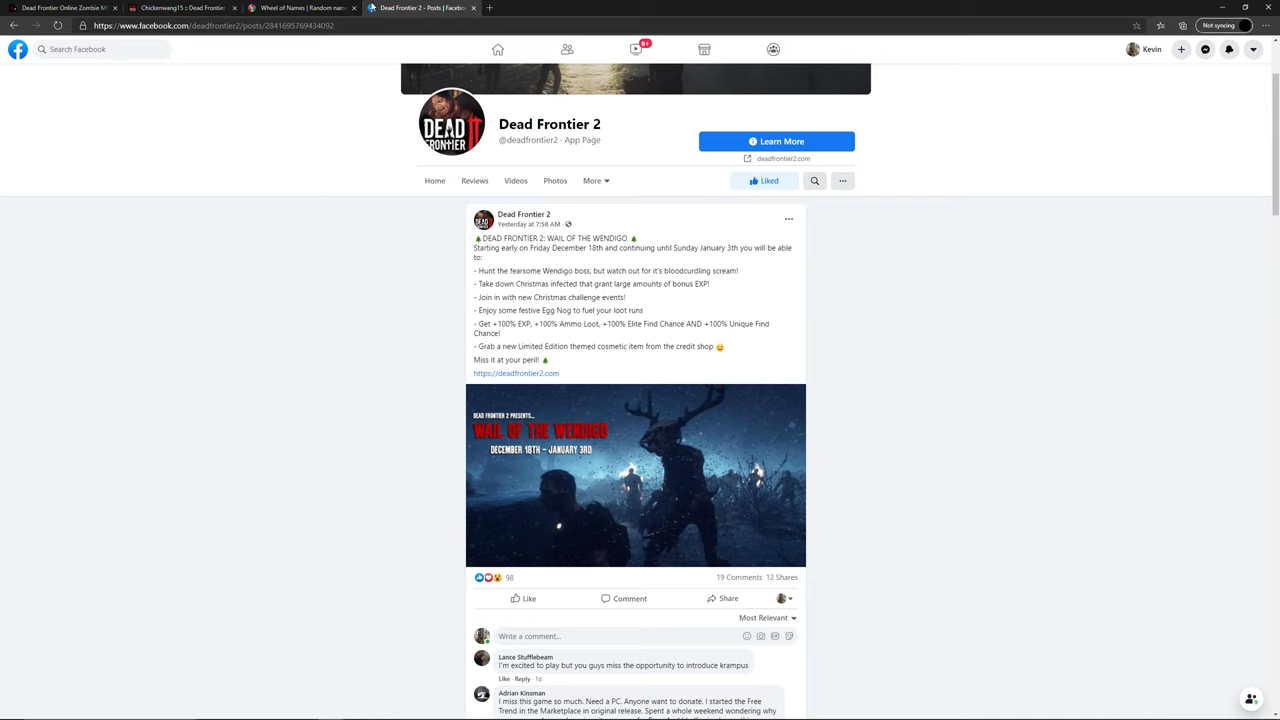 Dead Frontier Online Zombie M
Chickenwang15 :: Dead Frontier
Wheel of Names | Random nam
Dead Frontier 2 - Posts | Faceb
https://www.facebook.com/deadfrontier2/posts/2841695769434092
Not syncing
Search Facebook
9+
Kevin
DEAD
FRONTIER
Dead Frontier 2
@deadfrontier2 · App Page
Learn More
deadfrontier2.com
Home
Reviews
Videos
Photos
More
Liked
Dead Frontier 2
Yesterday at 7:58 AM ·
🎄DEAD FRONTIER 2: WAIL OF THE WENDIGO 🎄
Starting early on Friday December 18th and continuing until Sunday January 3th you will be able
to:
- Hunt the fearsome Wendigo boss, but watch out for it's bloodcurdling scream!
- Take down Christmas infected that grant large amounts of bonus EXP!
- Join in with new Christmas challenge events!
- Enjoy some festive Egg Nog to fuel your loot runs
- Get +100% EXP, +100% Ammo Loot, +100% Elite Find Chance AND +100% Unique Find
Chance!
- Grab a new Limited Edition themed cosmetic item from the credit shop 😀
Miss it at your peril! 🎄
https://deadfrontier2.com
DEAD FRONTIER 2 PRESENTS...
WAIL OF THE WENDIGO
DECEMBER 18TH - JANUARY 3RD
98
19 Comments 12 Shares
Like
Comment
Share
Most Relevant
Write a comment...
Lance Stufflebeam
I'm excited to play but you guys miss the opportunity to introduce krampus
Like · Reply · 1d
Adrian Kinsman
I miss this game so much. Need a PC. Anyone want to donate. I started the Free
Trend in the Marketplace in original release. Spent a whole weekend wondering why